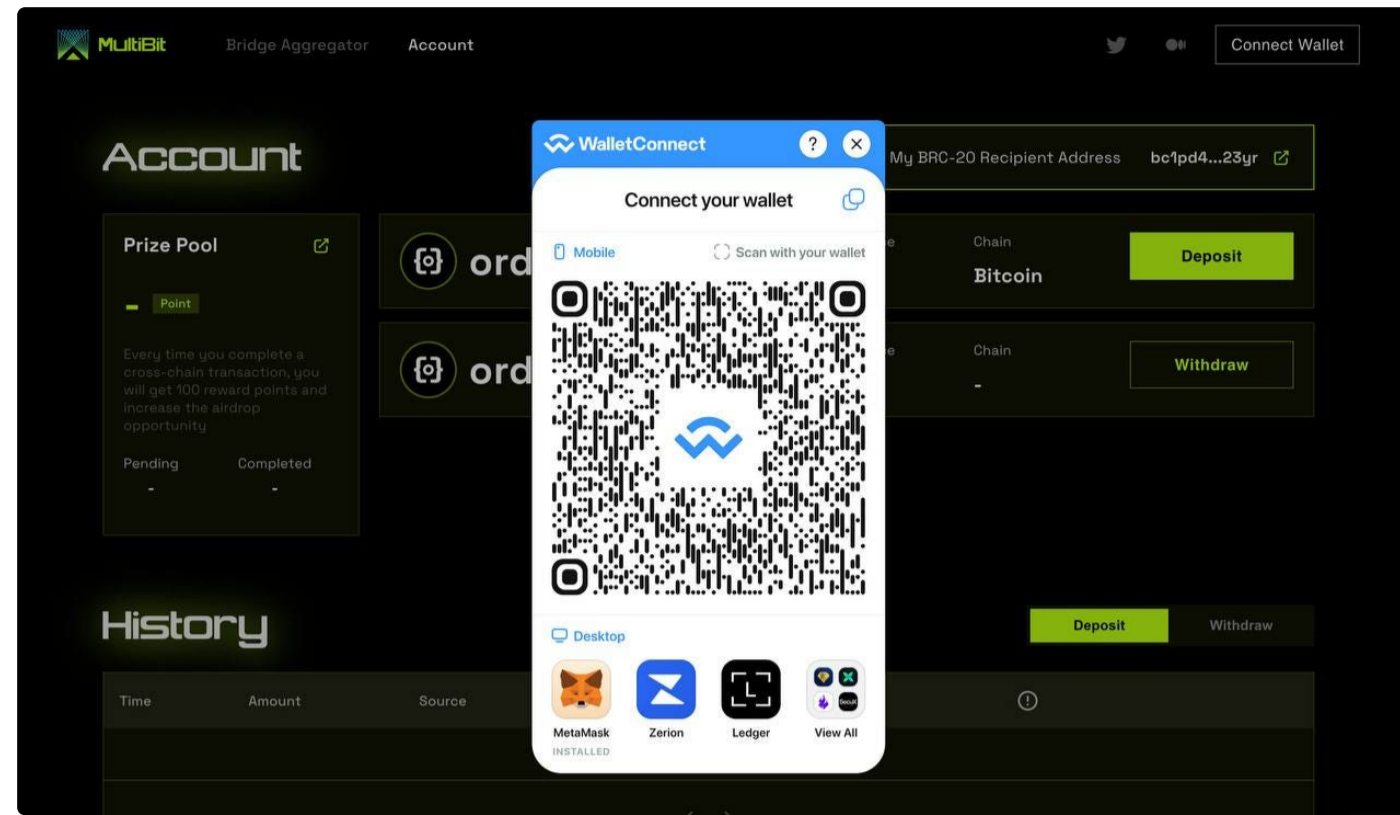 MultiBit
Bridge Aggregator
Account
Connect Wallet
Account
My BRC-20 Recipient Address
bc1pd4...23yr
WalletConnect
?
Connect your wallet
Mobile
Scan with your wallet
Prize Pool
- Point
Every time you complete a
cross-chain transaction, you
will get 100 reward points and
increase the airdrop
opportunity
Pending
Completed
-
-
ord
Chain
Bitcoin
Deposit
ord
Chain
-
Withdraw
Desktop
MetaMask
INSTALLED
Zerion
Ledger
View All
History
Deposit
Withdraw
Time
Amount
Source